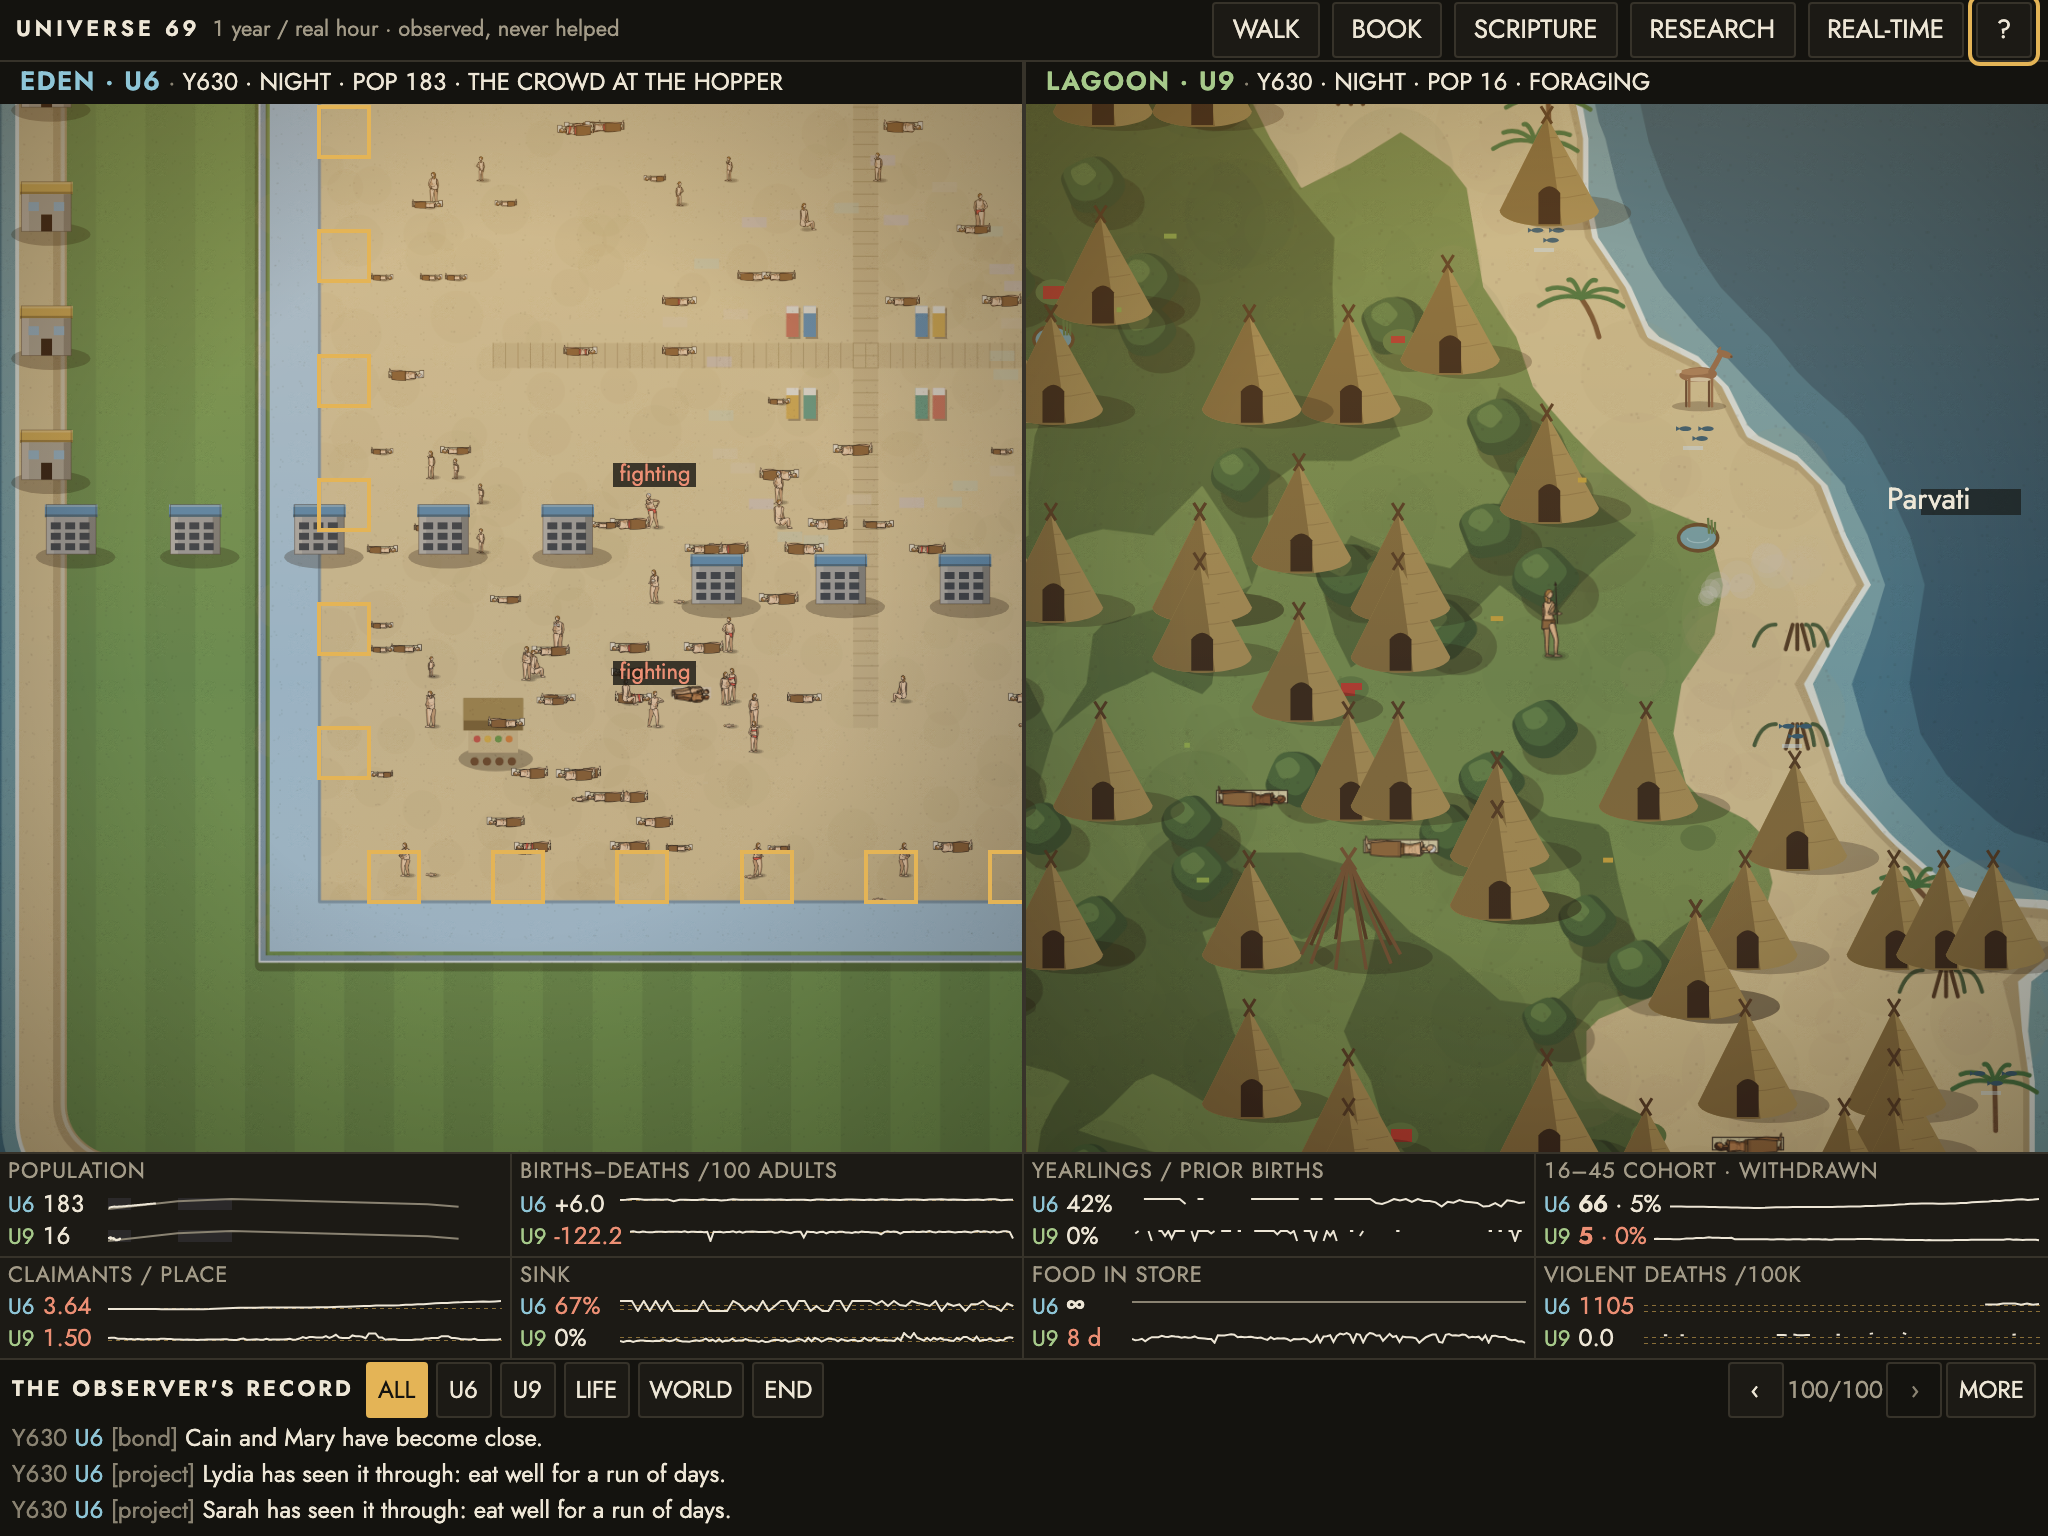 UNIVERSE 69 1 year / real hour · observed, never helped
WALK BOOK SCRIPTURE RESEARCH REAL-TIME ?
EDEN · U6 · Y630 · NIGHT · POP 183 · THE CROWD AT THE HOPPER
LAGOON · U9 · Y630 · NIGHT · POP 16 · FORAGING
fighting
Parvati
fighting
POPULATION
U6 183
U9 16
BIRTHS–DEATHS /100 ADULTS
U6 +6.0
U9 -122.2
YEARLINGS / PRIOR BIRTHS
U6 42%
U9 0%
16–45 COHORT · WITHDRAWN
U6 66 · 5%
U9 5 · 0%
CLAIMANTS / PLACE
U6 3.64
U9 1.50
SINK
U6 67%
U9 0%
FOOD IN STORE
U6 ∞
U9 8 d
VIOLENT DEATHS /100K
U6 1105
U9 0.0
THE OBSERVER'S RECORD ALL U6 U9 LIFE WORLD END ‹ 100/100 › MORE
Y630 U6 [bond] Cain and Mary have become close.
Y630 U6 [project] Lydia has seen it through: eat well for a run of days.
Y630 U6 [project] Sarah has seen it through: eat well for a run of days.